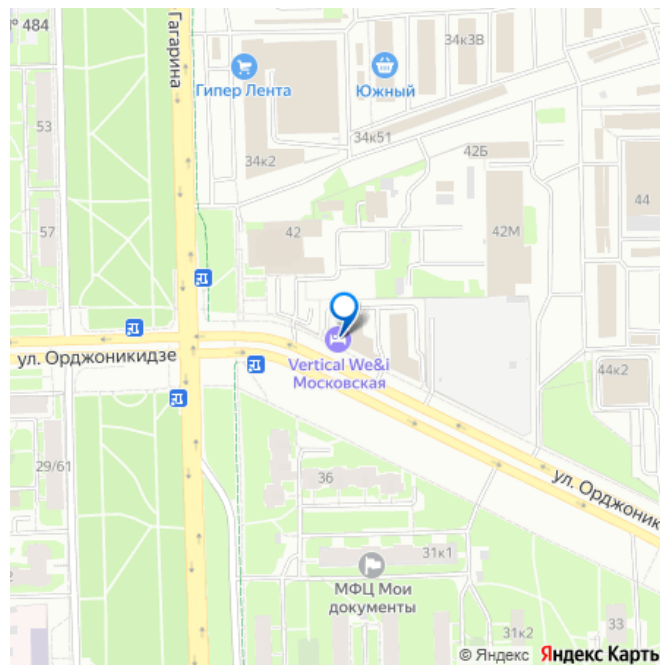 ° 484
Гагарина
34к3В
Гипер Лента
Южный
53
34к51
34к2
42Б
44
57
42
42М
ул. Орджоникидзе
Vertical We&i
Московская
44к2
29/61
36
ул. Орджоник
31к1
МФЦ Мои
документы
31к2
33
© Яндекс Яндекс Карть